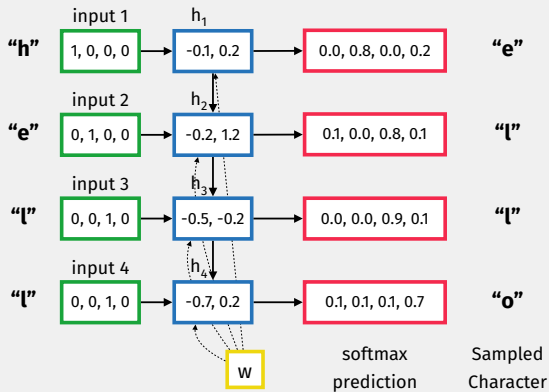 input 1 h1
“h” 1, 0, 0, 0 -0.1, 0.2 0.0, 0.8, 0.0, 0.2 “e”
input 2 h2
“e” 0, 1, 0, 0 -0.2, 1.2 0.1, 0.0, 0.8, 0.1 “l”
input 3 h3
“l” 0, 0, 1, 0 -0.5, -0.2 0.0, 0.0, 0.9, 0.1 “l”
input 4 h4
“l” 0, 0, 1, 0 -0.7, 0.2 0.1, 0.1, 0.1, 0.7 “o”
w
softmax Sampled
prediction Character